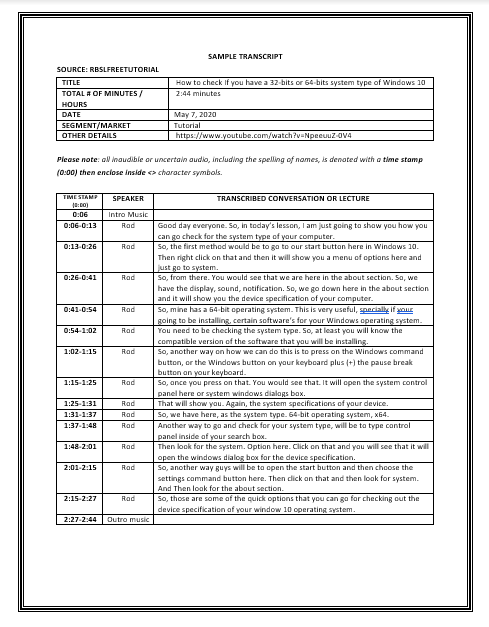 SAMPLE TRANSCRIPT
SOURCE: RBSLFREETUTORIAL
TITLE How to check If you have a 32-bits or 64-bits system type of Windows 10
TOTAL # OF MINUTES / 2:44 minutes
HOURS
DATE May 7, 2020
SEGMENT/MARKET Tutorial
OTHER DETAILS https://www.youtube.com/watch?v=NpeeuuZ-0V4
Please note: all inaudible or uncertain audio, including the spelling of names, is denoted with a time stamp
(0:00) then enclose inside <> character symbols.
TIME STAMP SPEAKER TRANSCRIBED CONVERSATION OR LECTURE
(0:00)
0:06 Intro Music
0:06-0:13 Rod Good day everyone. So, in today's lesson, I am just going to show you how you
can go check for the system type of your computer.
0:13-0:26 Rod So, the first method would be to go to our start button here in Windows 10.
Then right click on that and then it will show you a menu of options here and
just go to system.
0:26-0:41 Rod So, from there. You would see that we are here in the about section. So, we
have the display, sound, notification. So, we go down here in the about section
and it will show you the device specification of your computer.
0:41-0:54 Rod So, mine has a 64-bit operating system. This is very useful, specially if your
going to be installing, certain software's for your Windows operating system.
0:54-1:02 Rod You need to be checking the system type. So, at least you will know the
compatible version of the software that you will be installing.
1:02-1:15 Rod So, another way on how we can do this is to press on the Windows command
button, or the Windows button on your keyboard plus (+) the pause break
button on your keyboard.
1:15-1:25 Rod So, once you press on that. You would see that. It will open the system control
panel here or system windows dialogs box.
1:25-1:31 Rod That will show you. Again, the system specifications of your device.
1:31-1:37 Rod So, we have here, as the system type. 64-bit operating system, x64.
1:37-1:48 Rod Another way to go and check for your system type, will be to type control
panel inside of your search box.
1:48-2:01 Rod Then look for the system. Option here. Click on that and you will see that it will
open the windows dialog box for the device specification.
2:01-2:15 Rod So, another way guys will be to open the start button and then choose the
settings command button here. Then click on that and then look for system.
And Then look for the about section.
2:15-2:27 Rod So, those are some of the quick options that you can go for checking out the
device specification of your window 10 operating system.
2:27-2:44 Outro music